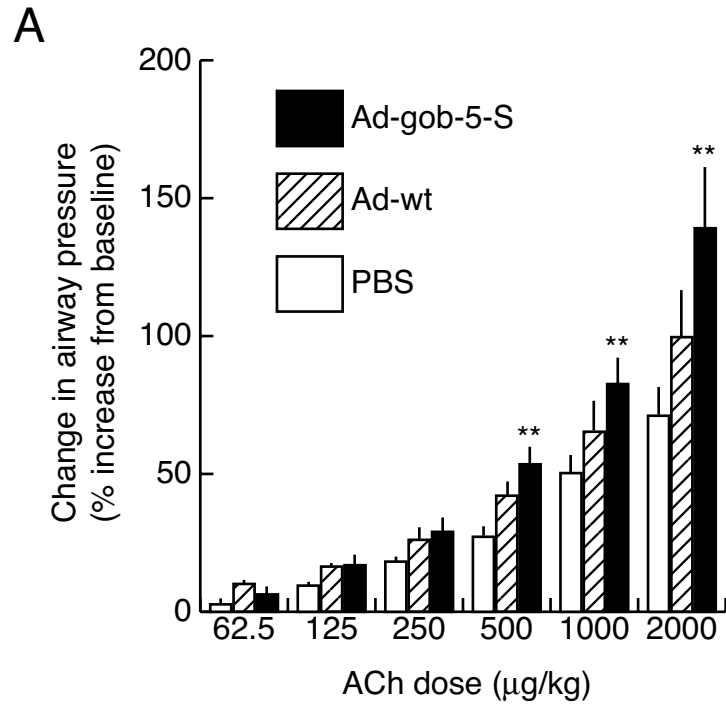 A
200
150
100
50
0
Change in airway pressure
(% increase from baseline)
Ad-gob-5-S
Ad-wt
PBS
**
**
**
62.5 125 250 500 1000 2000
ACh dose (μg/kg)